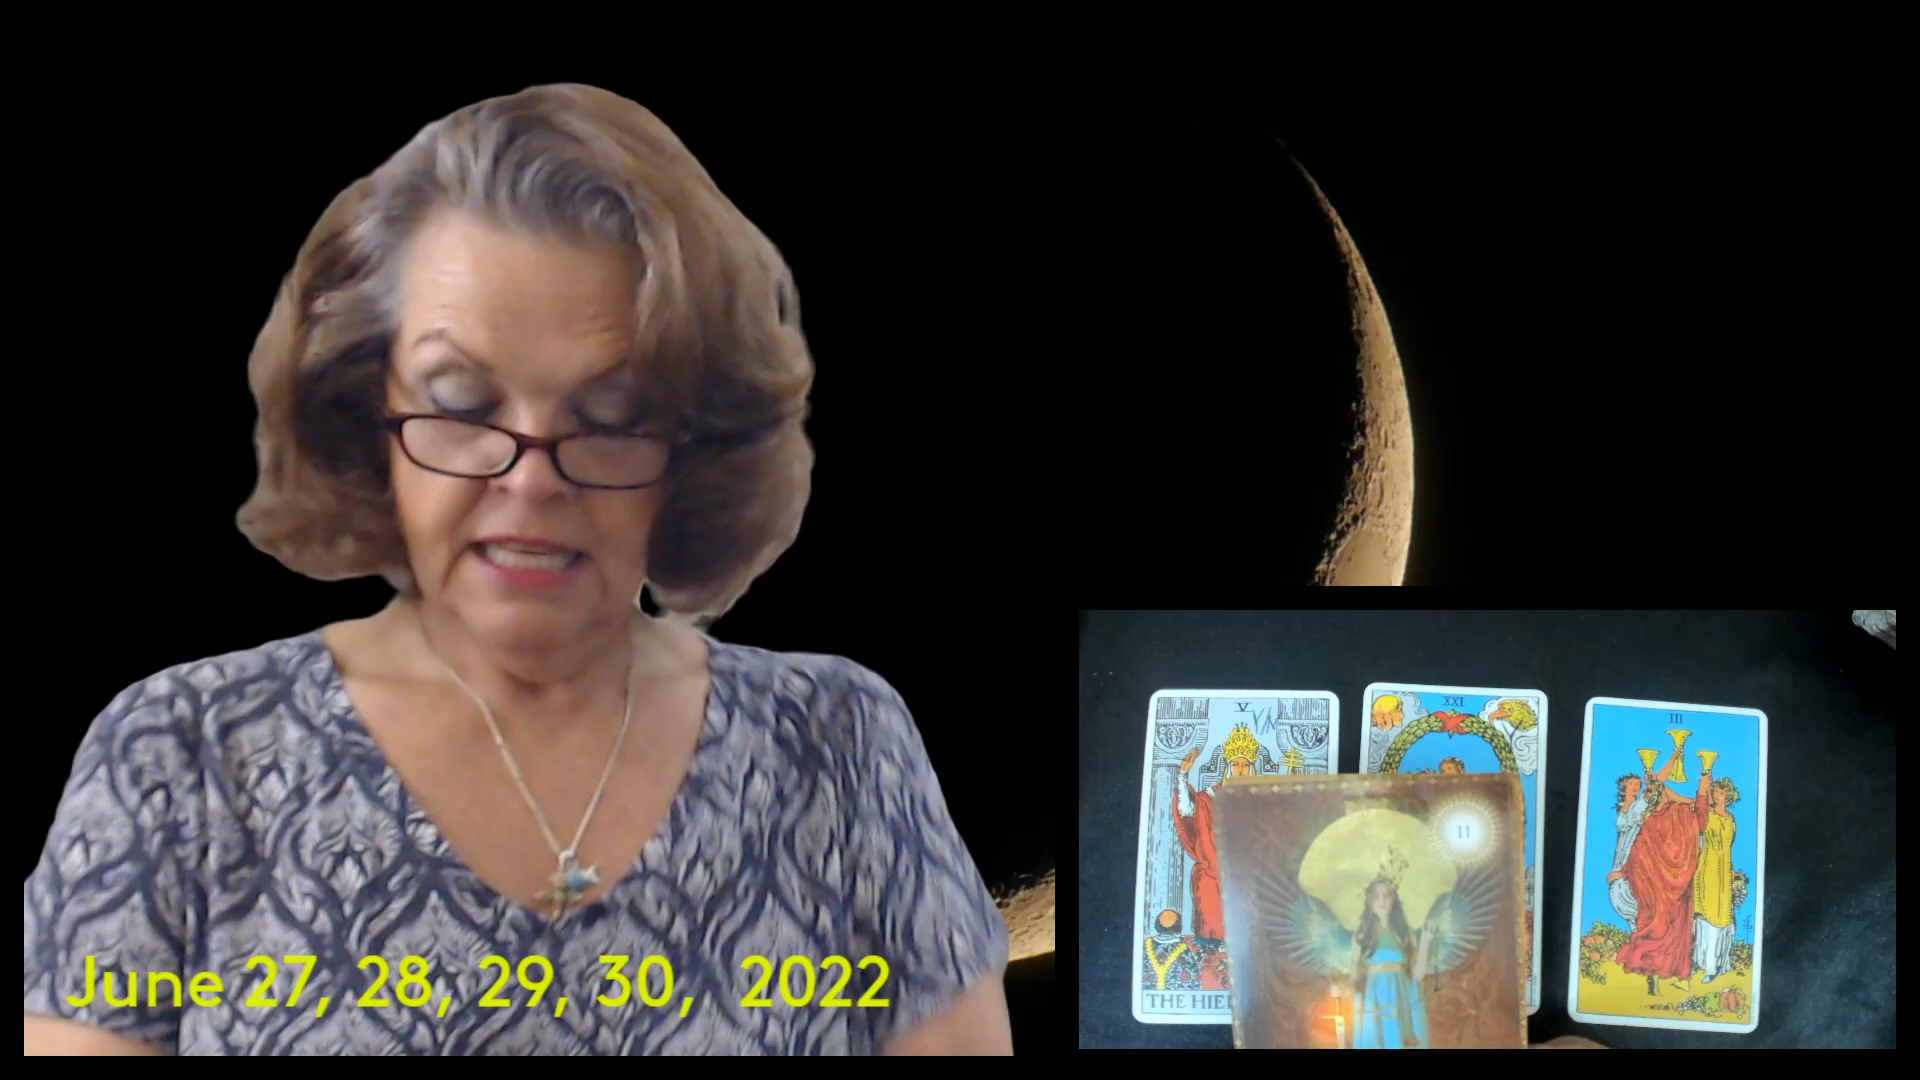 June 27, 28, 29, 30, 2022
V
XXI
III
11
THE HIE